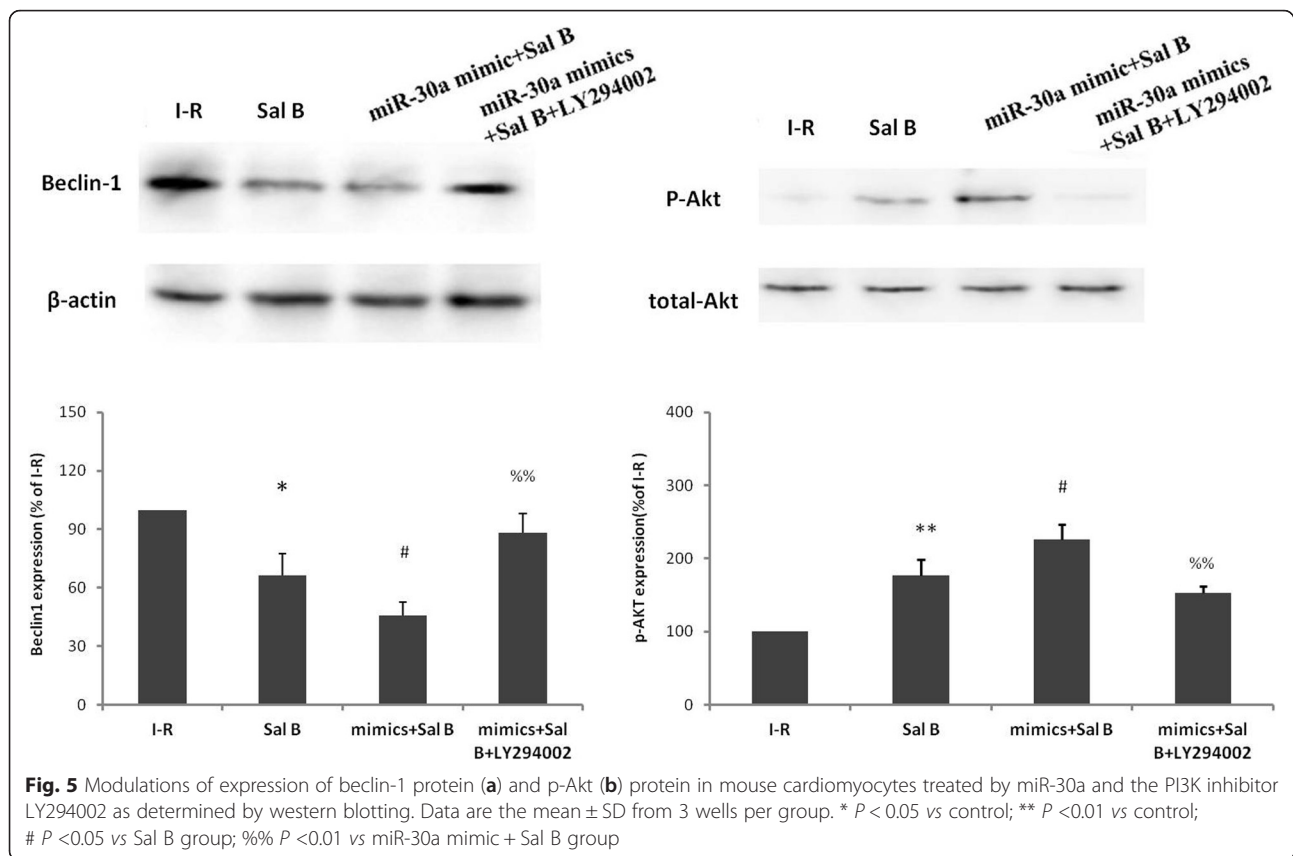 I-R
Sal B
miR-30a mimic+Sal B
miR-30a mimics
+Sal B+LY294002
Beclin-1
β-actin
I-R
Sal B
miR-30a mimic+Sal B
miR-30a mimics
+Sal B+LY294002
P-Akt
total-Akt
Beclin1 expression (% of I-R)
150
120
90
60
30
0
*
#
%%
I-R
Sal B
mimics+Sal B
mimics+Sal
B+LY294002
p-AKT expression(%of I-R )
400
300
200
100
0
**
#
%%
I-R
Sal B
mimics+Sal B
mimics+Sal
B+LY294002
Fig. 5 Modulations of expression of beclin-1 protein (a) and p-Akt (b) protein in mouse cardiomyocytes treated by miR-30a and the PI3K inhibitor
LY294002 as determined by western blotting. Data are the mean ± SD from 3 wells per group. * P < 0.05 vs control; ** P <0.01 vs control;
# P <0.05 vs Sal B group; %% P <0.01 vs miR-30a mimic + Sal B group